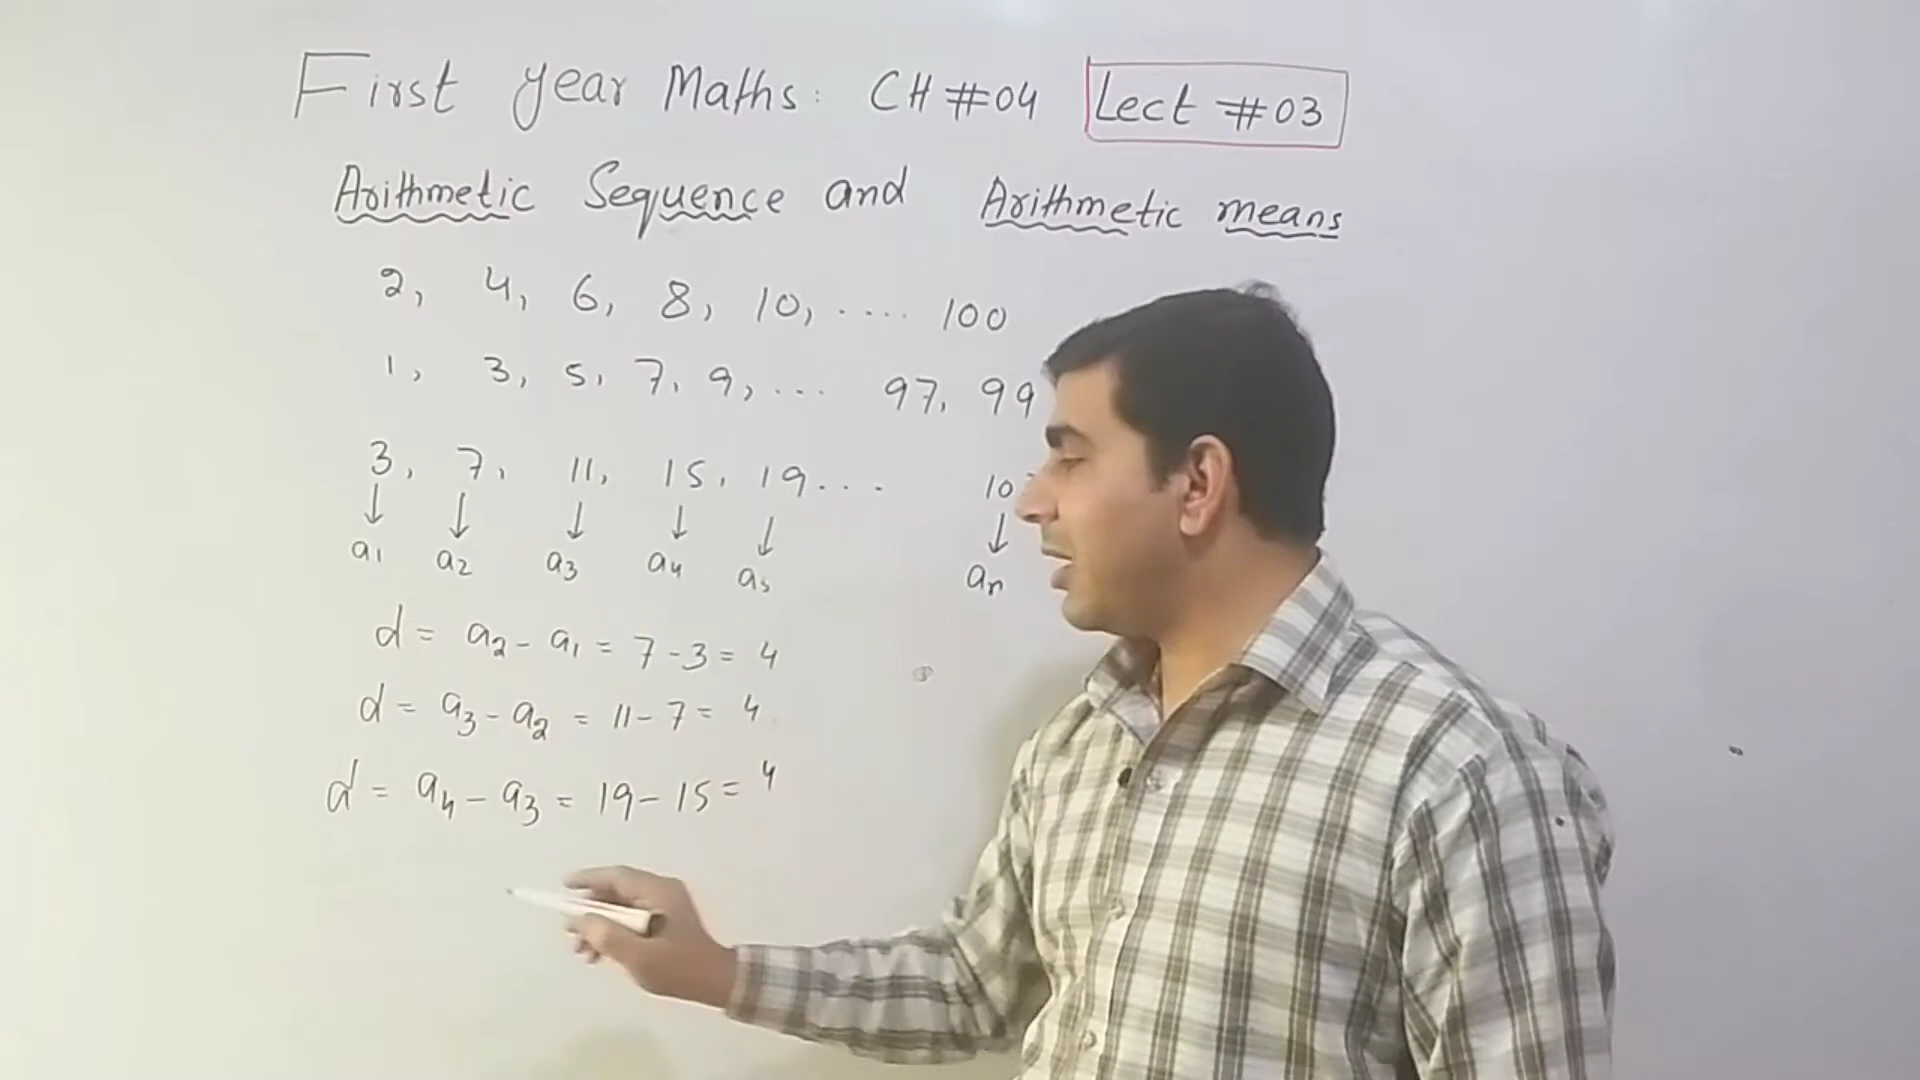 First year Maths: CH #04 Lect #03
Arithmetic Sequence and Arithmetic means
2, 4, 6, 8, 10, .... 100
1, 3, 5, 7, 9, ... 97, 99
3, 7, 11, 15, 19 ... 10
↓ ↓ ↓ ↓ ↓ ↓
a₁ a₂ a₃ a₄ a₅ aₙ
d = a₂ - a₁ = 7 - 3 = 4
d = a₃ - a₂ = 11 - 7 = 4
d = a₄ - a₃ = 19 - 15 = 4